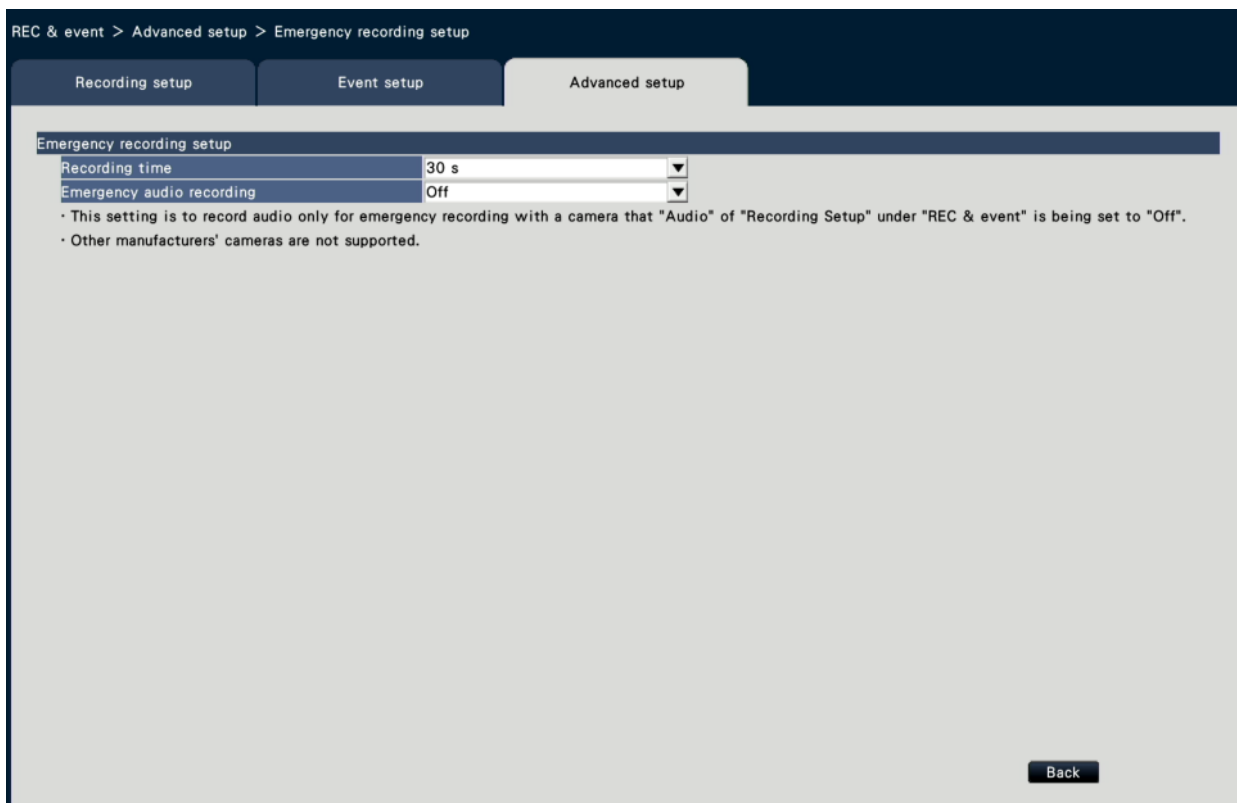 REC & event > Advanced setup > Emergency recording setup
Recording setup Event setup Advanced setup
Emergency recording setup
Recording time 30 s
Emergency audio recording Off
· This setting is to record audio only for emergency recording with a camera that "Audio" of "Recording Setup" under "REC & event" is being set to "Off".
· Other manufacturers' cameras are not supported.
Back